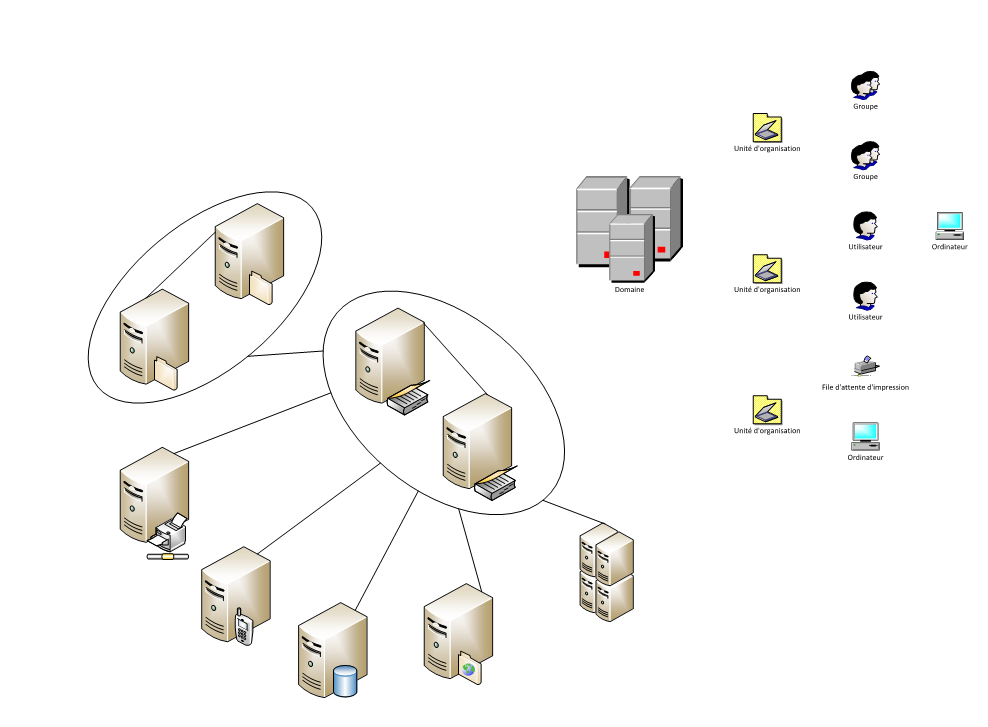 Groupe
Unité d'organisation
Groupe
Utilisateur
Ordinateur
Domaine
Unité d'organisation
Utilisateur
File d'attente d'impression
Unité d'organisation
Ordinateur